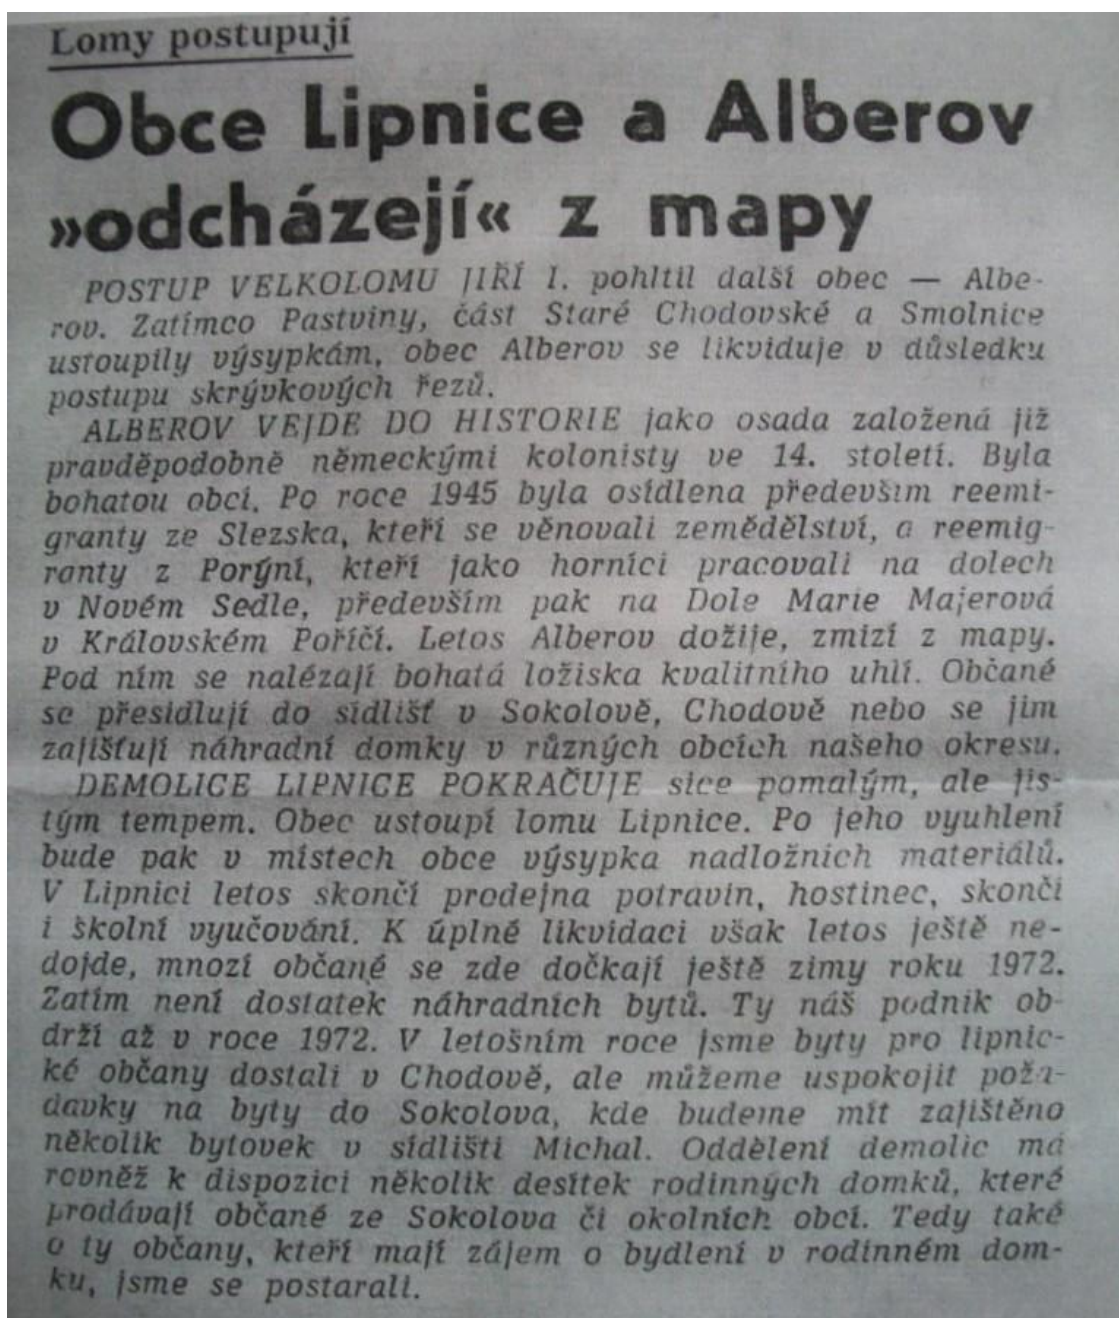 Lomy postupují
Obce Lipnice a Alberov
»odcházejí« z mapy
POSTUP VELKOLOMU JIŘÍ I. pohltil další obec — Albe-
rov. Zatímco Pastviny, část Staré Chodovské a Smolnice
ustoupily výsypkám, obec Alberov se likviduje v důsledku
postupu skrývkových řezů.
ALBEROV VEJDE DO HISTORIE jako osada založená již
pravděpodobně německými kolonisty ve 14. století. Byla
bohatou obcí. Po roce 1945 byla osídlena především reemi-
granty ze Slezska, kteří se věnovali zemědělství, a reemig-
ranty z Porýní, kteří jako horníci pracovali na dolech
v Novém Sedle, především pak na Dole Marie Majerová
v Královském Poříčí. Letos Alberov dožije, zmizí z mapy.
Pod ním se nalézají bohatá ložiska kvalitního uhlí. Občané
se přesidlují do sídlišť v Sokolově, Chodově nebo se jim
zajišťují náhradní domky v různých obcích našeho okresu.
DEMOLICE LIPNICE POKRAČUJE sice pomalým, ale jis-
tým tempem. Obec ustoupí lomu Lipnice. Po jeho vyuhlení
bude pak v místech obce výsypka nadložních materiálů.
V Lipnici letos skončí prodejna potravin, hostinec, skončí
i školní vyučování. K úplné likvidaci však letos ještě ne-
dojde, mnozí občané se zde dočkají ještě zimy roku 1972.
Zatím není dostatek náhradních bytů. Ty náš podnik ob-
drží až v roce 1972. V letošním roce jsme byty pro lipnic-
ké občany dostali v Chodově, ale můžeme uspokojit poža-
davky na byty do Sokolova, kde budeme mít zajištěno
několik bytovek v sídlišti Michal. Oddělení demolic má
rovněž k dispozici několik desítek rodinných domků, které
prodávají občané ze Sokolova či okolních obcí. Tedy také
o ty občany, kteří mají zájem o bydlení v rodinném dom-
ku, jsme se postarali.